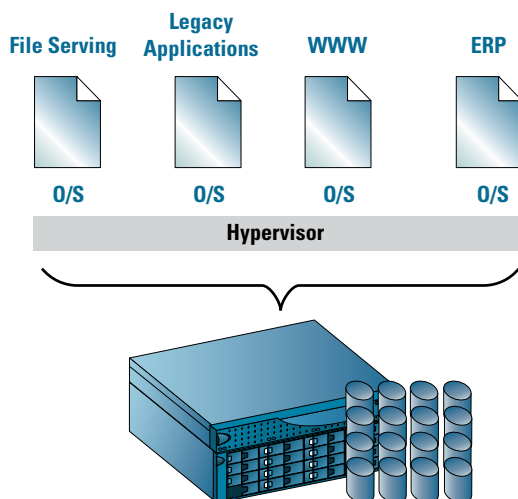 File Serving
Legacy
Applications
WWW
ERP
O/S
O/S
O/S
O/S
Hypervisor